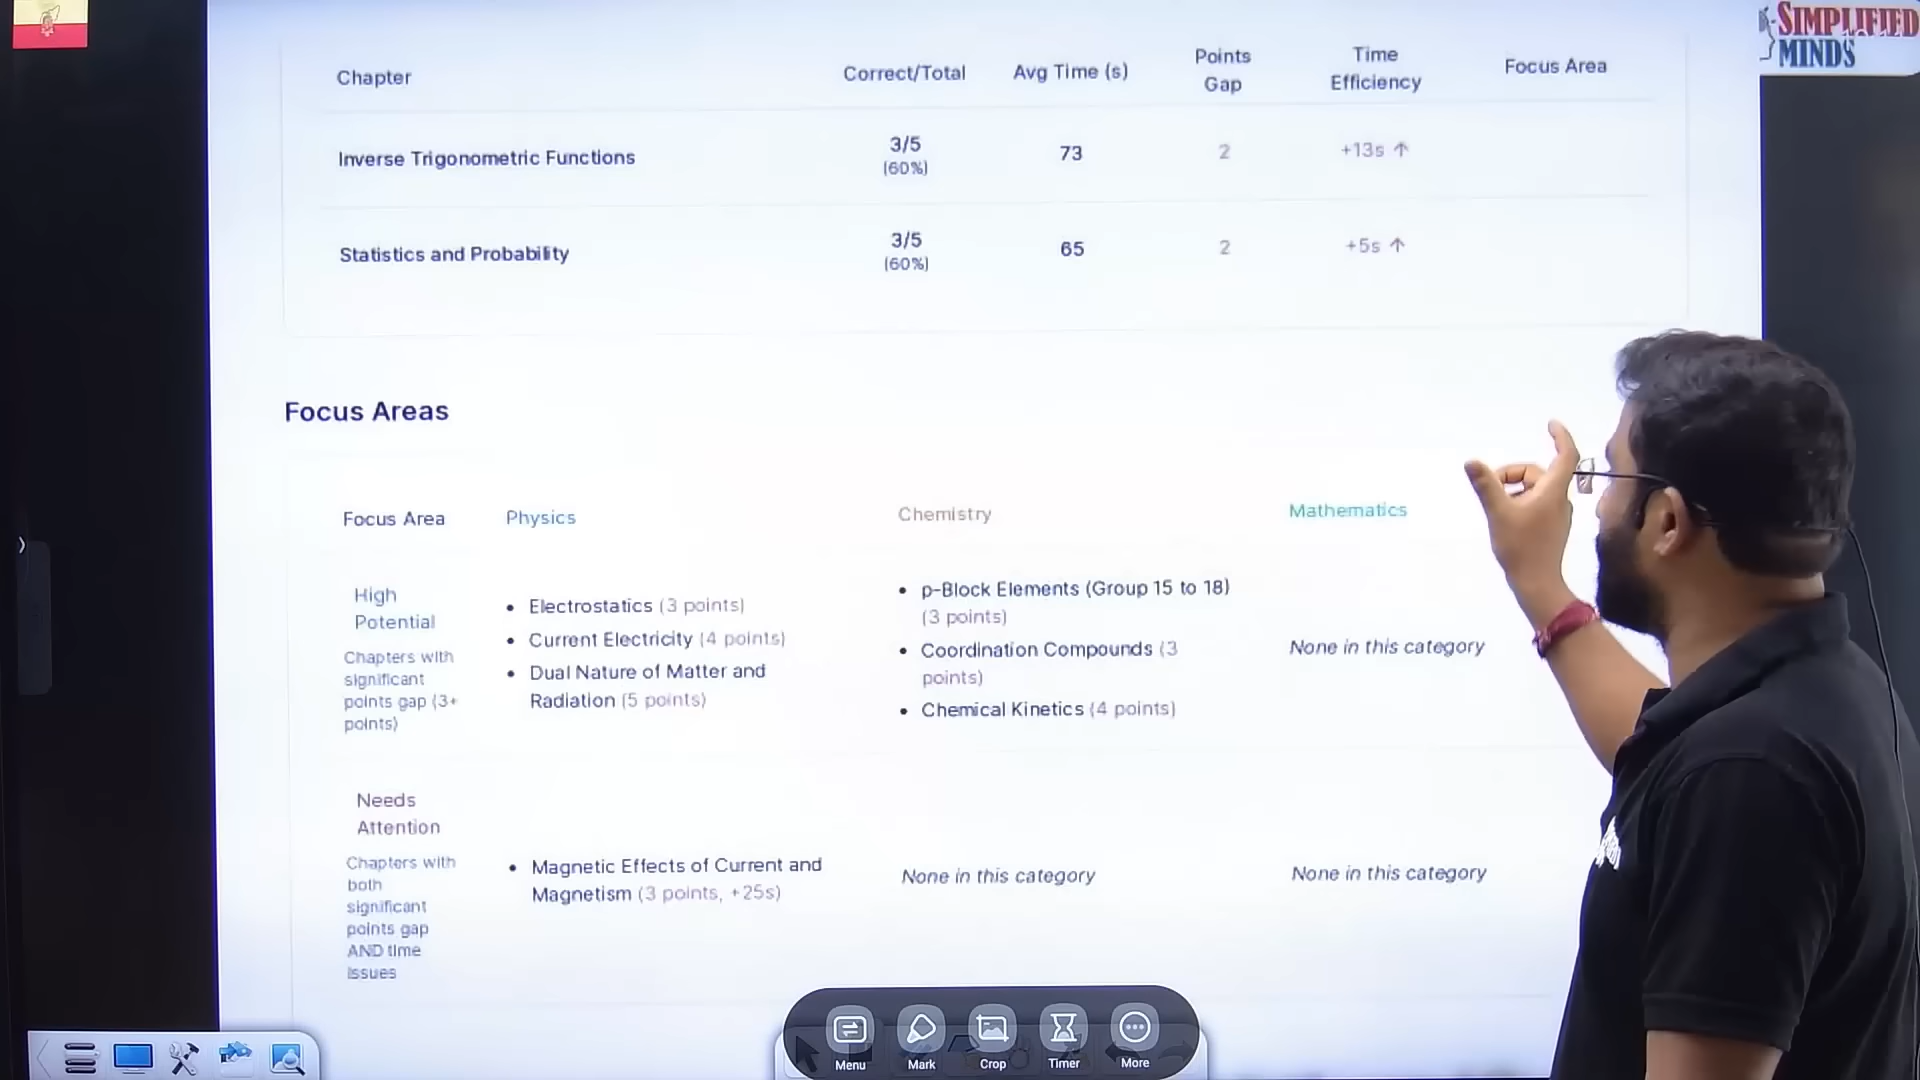 SIMPLIFIED
MINDS
Chapter
Correct/Total
Avg Time (s)
Points
Gap
Time
Efficiency
Focus Area
Inverse Trigonometric Functions
3/5
(60%)
73
2
+13s ↑
Statistics and Probability
3/5
(60%)
65
2
+5s ↑
Focus Areas
Focus Area
Physics
Chemistry
Mathematics
High
Potential
Chapters with
significant
points gap (3+
points)
• Electrostatics (3 points)
• Current Electricity (4 points)
• Dual Nature of Matter and
Radiation (5 points)
• p-Block Elements (Group 15 to 18)
(3 points)
• Coordination Compounds (3
points)
• Chemical Kinetics (4 points)
None in this category
Needs
Attention
Chapters with
both
significant
points gap
AND time
issues
• Magnetic Effects of Current and
Magnetism (3 points, +25s)
None in this category
None in this category
Menu
Mark
Crop
Timer
More